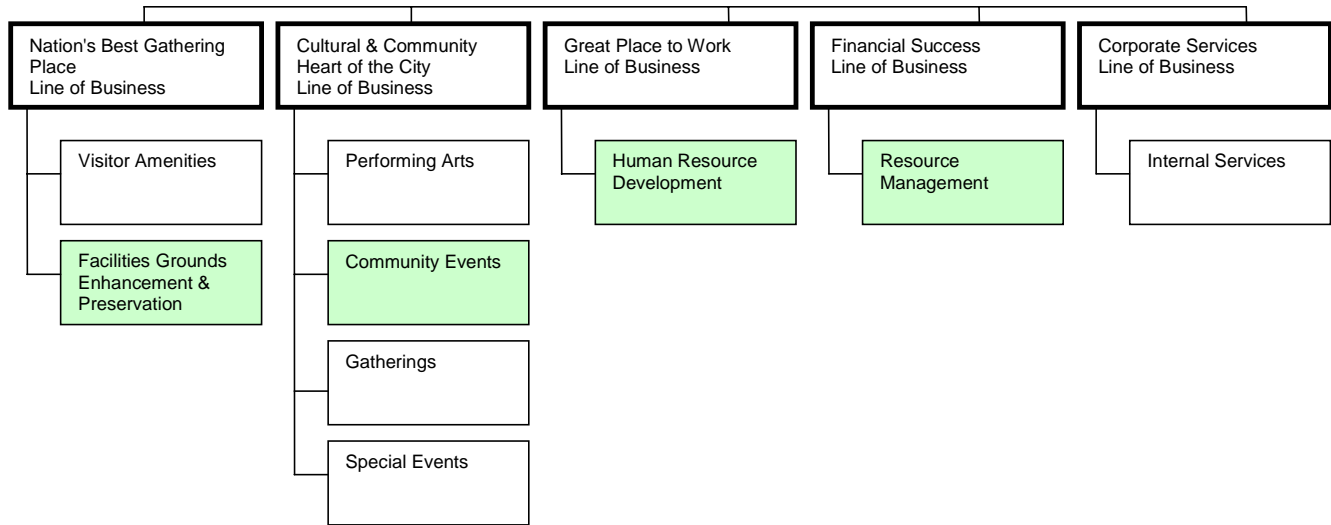 Nation's Best Gathering
Place
Line of Business
Cultural & Community
Heart of the City
Line of Business
Great Place to Work
Line of Business
Financial Success
Line of Business
Corporate Services
Line of Business
Visitor Amenities
Facilities Grounds
Enhancement &
Preservation
Performing Arts
Community Events
Gatherings
Special Events
Human Resource
Development
Resource
Management
Internal Services